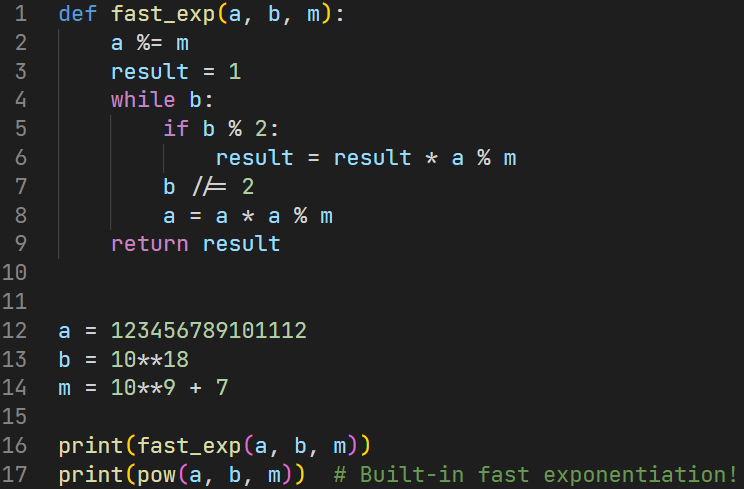 1 def fast_exp(a, b, m):
2     a %= m
3     result = 1
4     while b:
5         if b % 2:
6             result = result * a % m
7         b //= 2
8         a = a * a % m
9     return result
10
11
12 a = 123456789101112
13 b = 10**18
14 m = 10**9 + 7
15
16 print(fast_exp(a, b, m))
17 print(pow(a, b, m))  # Built-in fast exponentiation!